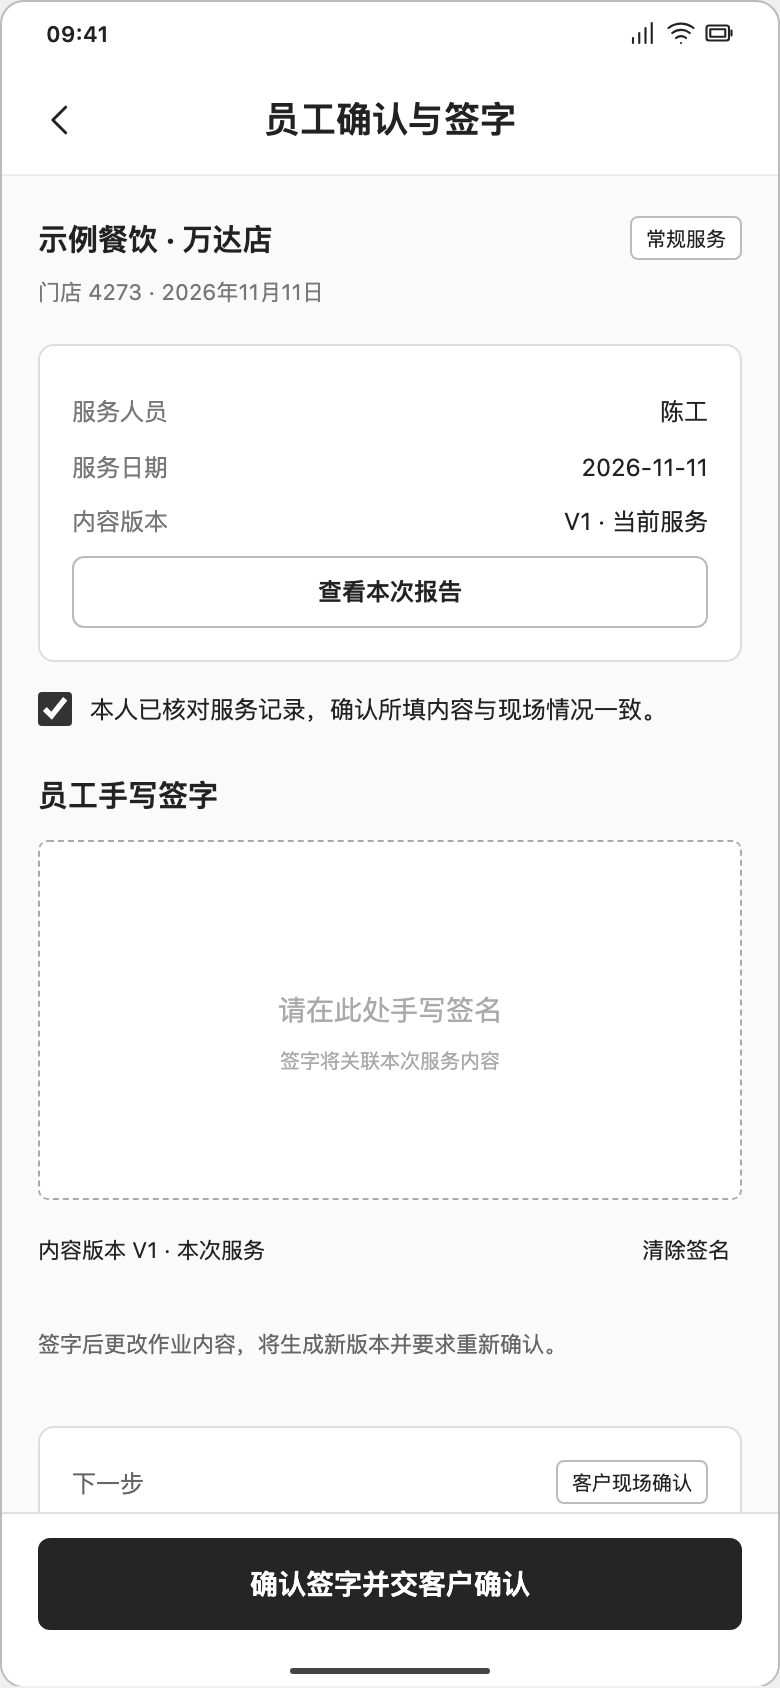 09:41
员工确认与签字
示例餐饮 · 万达店
常规服务
门店 4273 · 2026年11月11日
服务人员
陈工
服务日期
2026-11-11
内容版本
V1 · 当前服务
查看本次报告
本人已核对服务记录，确认所填内容与现场情况一致。
员工手写签字
请在此处手写签名
签字将关联本次服务内容
内容版本 V1 · 本次服务
清除签名
签字后更改作业内容，将生成新版本并要求重新确认。
下一步
客户现场确认
确认签字并交客户确认